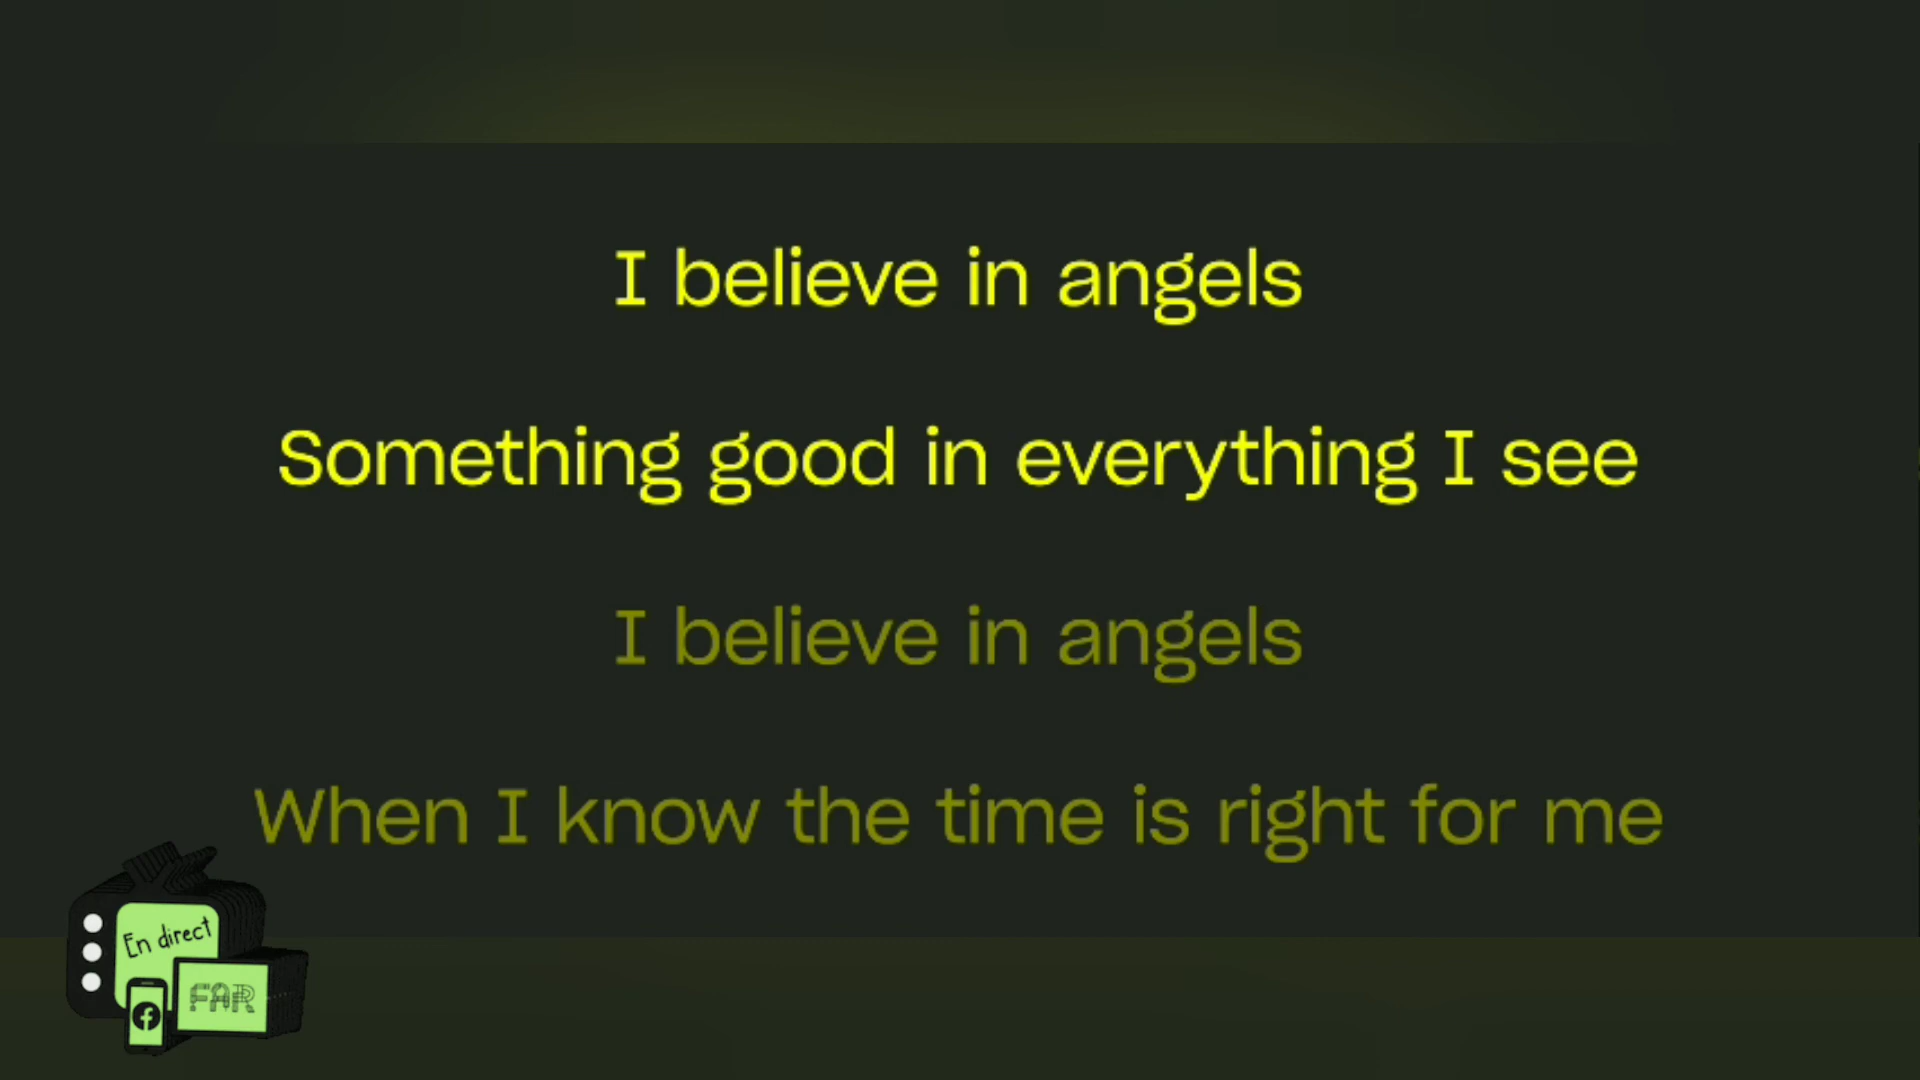 I believe in angels
Something good in everything I see
I believe in angels
When I know the time is right for me
En direct
FAR